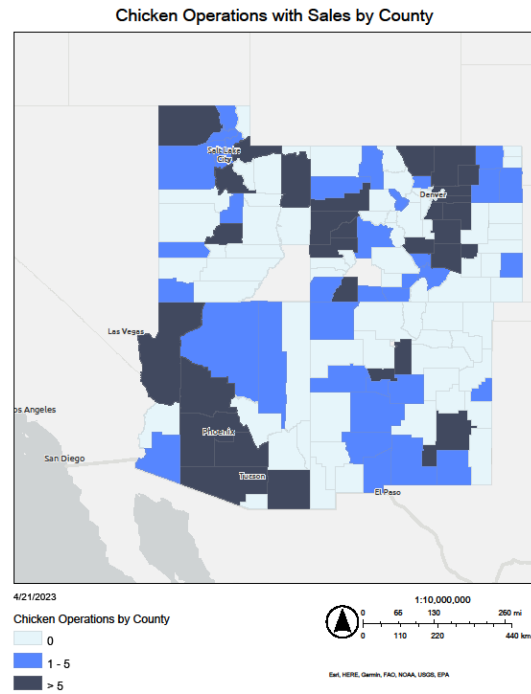 Chicken Operations with Sales by County
Salt Lake
City
Denver
Las Vegas
os Angeles
Phoenix
San Diego
Tucson
El Paso
4/21/2023
Chicken Operations by County
0
1 - 5
> 5
1:10,000,000
0 65 130 260 mi
0 110 220 440 km
Esri, HERE, Garmin, FAO, NOAA, USGS, EPA